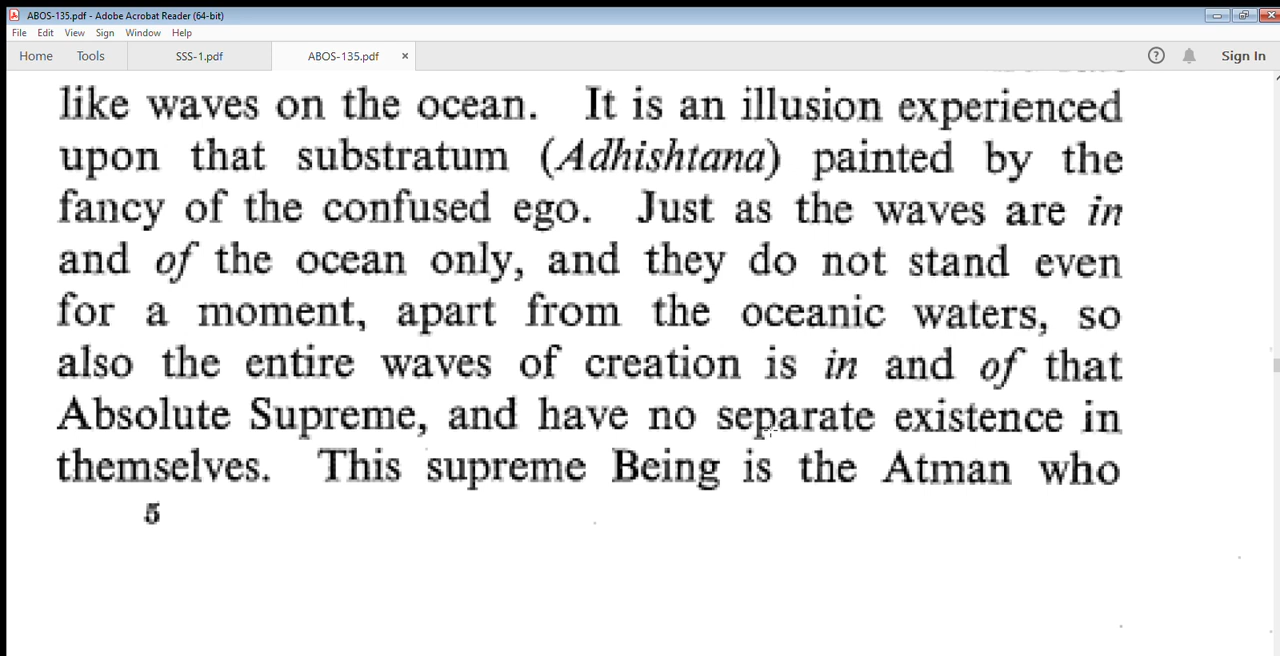 ABOS-135.pdf - Adobe Acrobat Reader (64-bit)
File Edit View Sign Window Help
Home Tools SSS-1.pdf ABOS-135.pdf × ? Sign In
like waves on the ocean. It is an illusion experienced
upon that substratum (Adhishtana) painted by the
fancy of the confused ego. Just as the waves are in
and of the ocean only, and they do not stand even
for a moment, apart from the oceanic waters, so
also the entire waves of creation is in and of that
Absolute Supreme, and have no separate existence in
themselves. This supreme Being is the Atman who
5